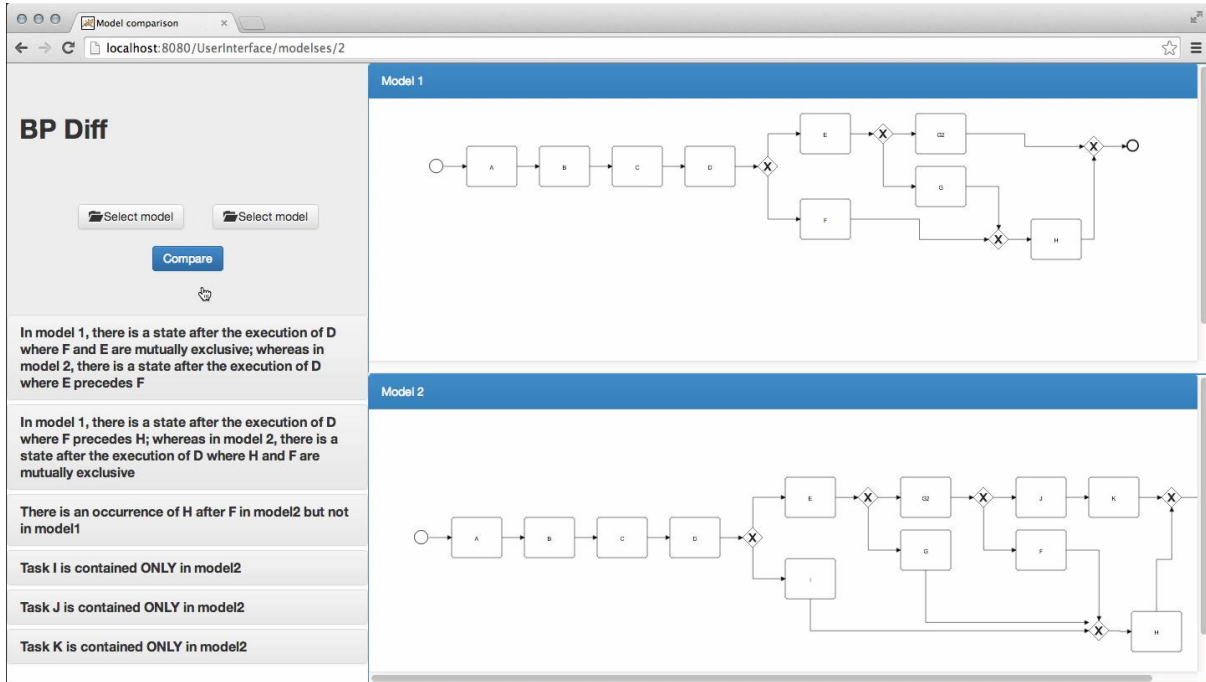 Model comparison
localhost:8080/UserInterface/modelses/2
BP Diff
Select model
Select model
Compare
In model 1, there is a state after the execution of D
where F and E are mutually exclusive; whereas in
model 2, there is a state after the execution of D
where E precedes F
In model 1, there is a state after the execution of D
where F precedes H; whereas in model 2, there is a
state after the execution of D where H and F are
mutually exclusive
There is an occurrence of H after F in model2 but not
in model1
Task I is contained ONLY in model2
Task J is contained ONLY in model2
Task K is contained ONLY in model2
Model 1
E
X
G2
X
A
B
C
D
X
G
F
X
H
Model 2
E
X
G2
X
J
K
X
A
B
C
D
X
G
F
I
X
H